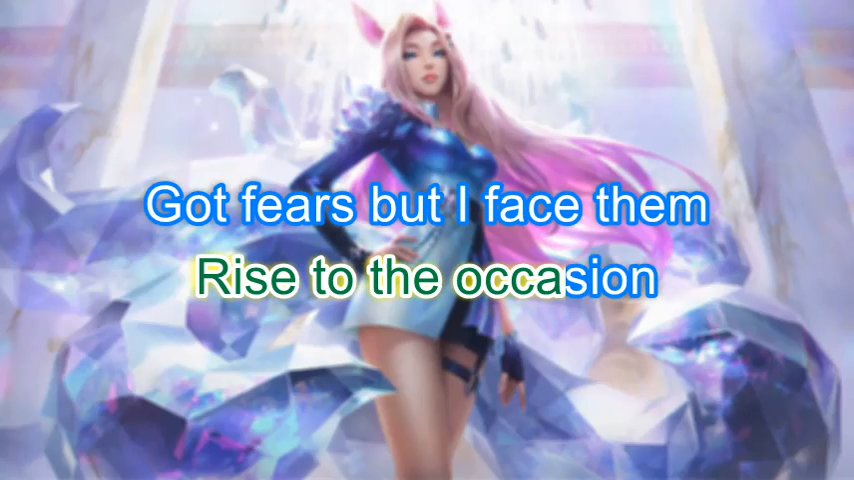 Got fears but I face them
Rise to the occasion